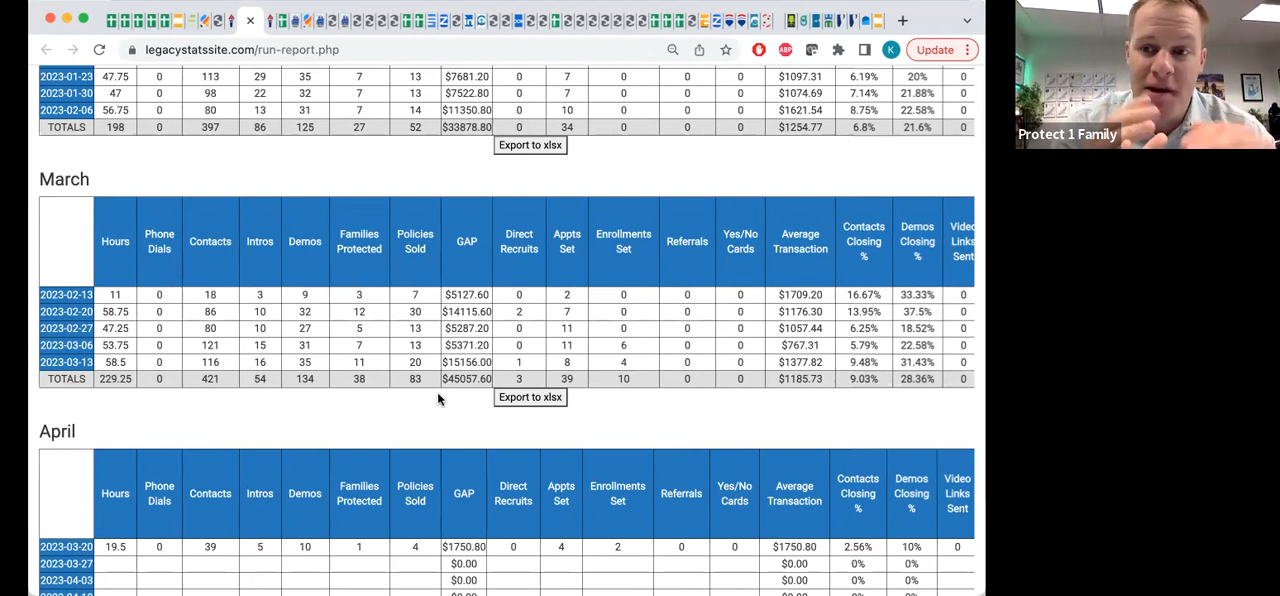 legacystatssite.com/run-report.php
K
Update
Protect 1 Family
2023-01-23 47.75 0 113 29 35 7 13 $7681.20 0 7 0 0 0 $1097.31 6.19% 20% 0
2023-01-30 47 0 98 22 32 7 13 $7522.80 0 7 0 0 0 $1074.69 7.14% 21.88% 0
2023-02-06 56.75 0 80 13 31 7 14 $11350.80 0 10 0 0 0 $1621.54 8.75% 22.58% 0
TOTALS 198 0 397 86 125 27 52 $33878.80 0 34 0 0 0 $1254.77 6.8% 21.6% 0
Export to xlsx
March
Hours Phone Dials Contacts Intros Demos Families Protected Policies Sold GAP Direct Recruits Appts Set Enrollments Set Referrals Yes/No Cards Average Transaction Contacts Closing % Demos Closing % Video Links Sent
2023-02-13 11 0 18 3 9 3 7 $5127.60 0 2 0 0 0 $1709.20 16.67% 33.33% 0
2023-02-20 58.75 0 86 10 32 12 30 $14115.60 2 7 0 0 0 $1176.30 13.95% 37.5% 0
2023-02-27 47.25 0 80 10 27 5 13 $5287.20 0 11 0 0 0 $1057.44 6.25% 18.52% 0
2023-03-06 53.75 0 121 15 31 7 13 $5371.20 0 11 6 0 0 $767.31 5.79% 22.58% 0
2023-03-13 58.5 0 116 16 35 11 20 $15156.00 1 8 4 0 0 $1377.82 9.48% 31.43% 0
TOTALS 229.25 0 421 54 134 38 83 $45057.60 3 39 10 0 0 $1185.73 9.03% 28.36% 0
Export to xlsx
April
Hours Phone Dials Contacts Intros Demos Families Protected Policies Sold GAP Direct Recruits Appts Set Enrollments Set Referrals Yes/No Cards Average Transaction Contacts Closing % Demos Closing % Video Links Sent
2023-03-20 19.5 0 39 5 10 1 4 $1750.80 0 4 2 0 0 $1750.80 2.56% 10% 0
2023-03-27 $0.00 $0.00 0% 0%
2023-04-03 $0.00 $0.00 0% 0%